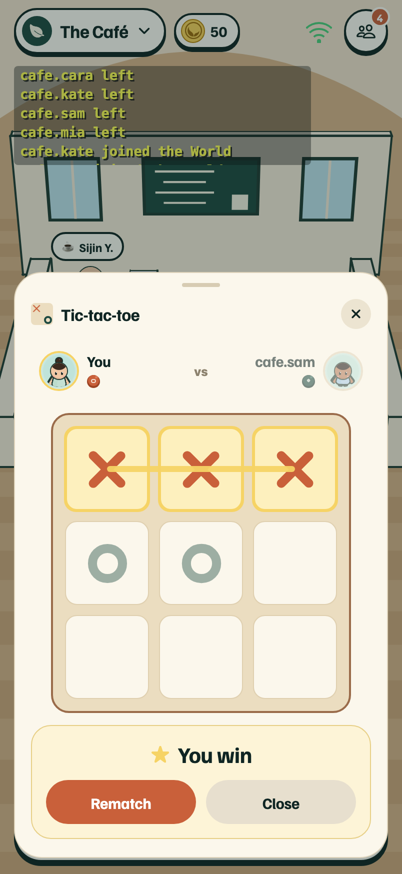 The Café
50
4
cafe.cara left
cafe.kate left
cafe.sam left
cafe.mia left
cafe.kate joined the World
Sijin Y.
Tic-tac-toe
You
vs
cafe.sam
You win
Rematch
Close